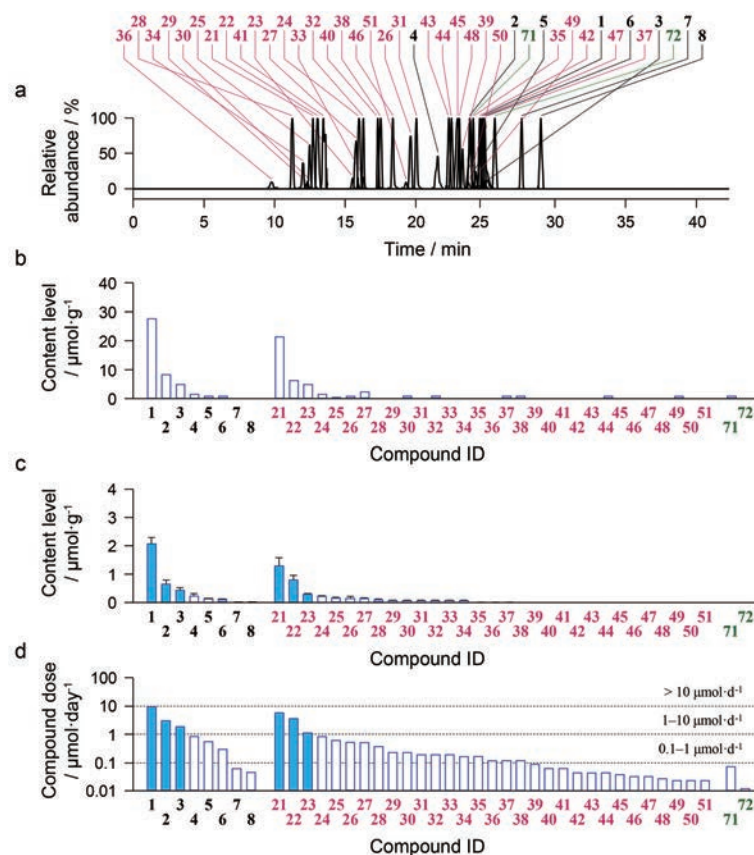 28 29 25 22 23 24 32 38 51 31 43 45 39 2 5 49 1 6 3 7
36 34 30 21 41 27 33 40 46 26 4 44 48 50 71 35 42 47 37 72 8
a
Relative
abundance / %
100
50
0
0 5 10 15 20 25 30 35 40
Time / min
b
Content level
/ µmol·g⁻¹
40
30
20
10
0
1 3 5 7 21 23 25 27 29 31 33 35 37 39 41 43 45 47 49 51 72
2 4 6 8 22 24 26 28 30 32 34 36 38 40 42 44 46 48 50 71
Compound ID
c
Content level
/ µmol·g⁻¹
4
3
2
1
0
1 3 5 7 21 23 25 27 29 31 33 35 37 39 41 43 45 47 49 51 72
2 4 6 8 22 24 26 28 30 32 34 36 38 40 42 44 46 48 50 71
Compound ID
d
Compound dose
/ µmol·day⁻¹
100
10
1
0.1
0.01
> 10 µmol·d⁻¹
1–10 µmol·d⁻¹
0.1–1 µmol·d⁻¹
1 3 5 7 21 23 25 27 29 31 33 35 37 39 41 43 45 47 49 51 72
2 4 6 8 22 24 26 28 30 32 34 36 38 40 42 44 46 48 50 71
Compound ID